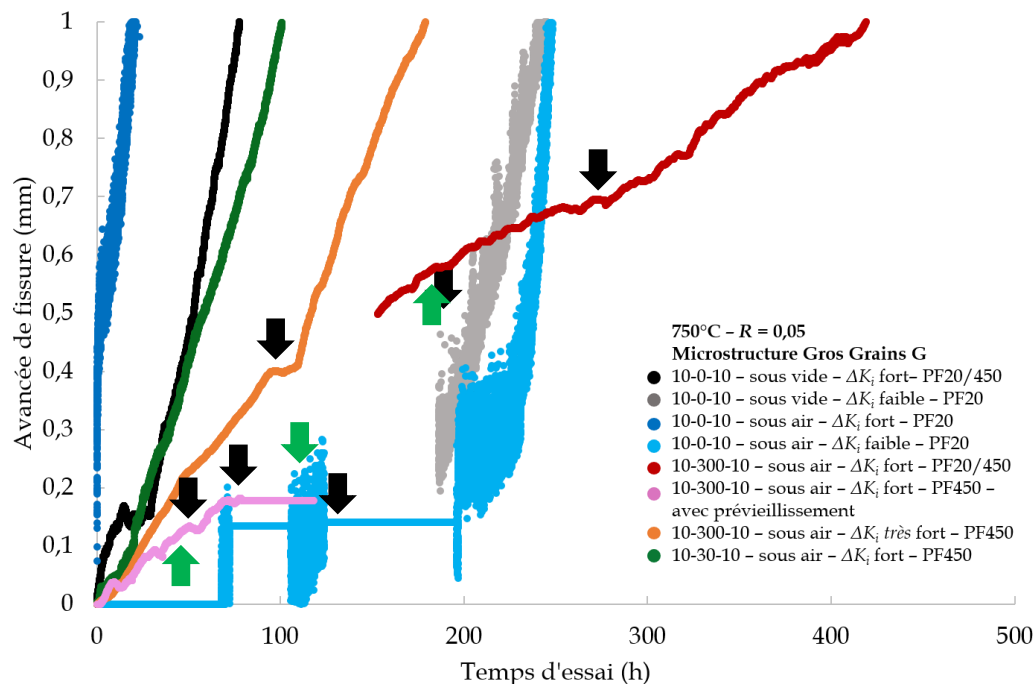 1
0,9
0,8
0,7
0,6
0,5
0,4
0,3
0,2
0,1
0
Avancée de fissure (mm)
0
100
200
300
400
500
Temps d'essai (h)
750°C – R = 0,05
Microstructure Gros Grains G
10-0-10 – sous vide – ΔKi fort– PF20/450
10-0-10 – sous vide – ΔKi faible – PF20
10-0-10 – sous air – ΔKi fort – PF20
10-0-10 – sous air – ΔKi faible – PF20
10-300-10 – sous air – ΔKi fort – PF20/450
10-300-10 – sous air – ΔKi fort – PF450 –
avec prévieillissement
10-300-10 – sous air – ΔKi très fort – PF450
10-30-10 – sous air – ΔKi fort – PF450